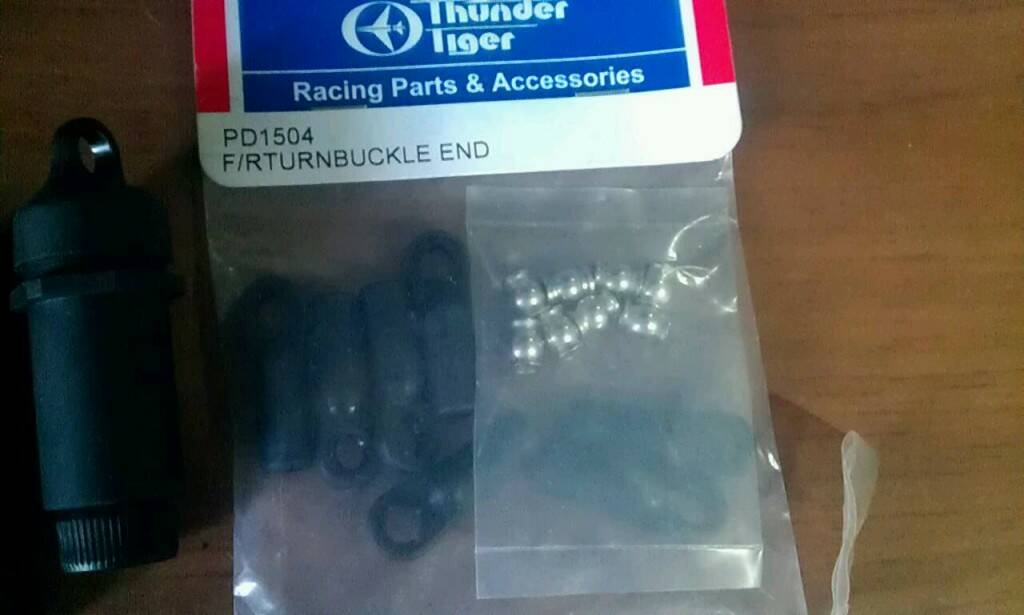 Thunder
Tiger
Racing Parts & Accessories
PD1504
F/RTURNBUCKLE END